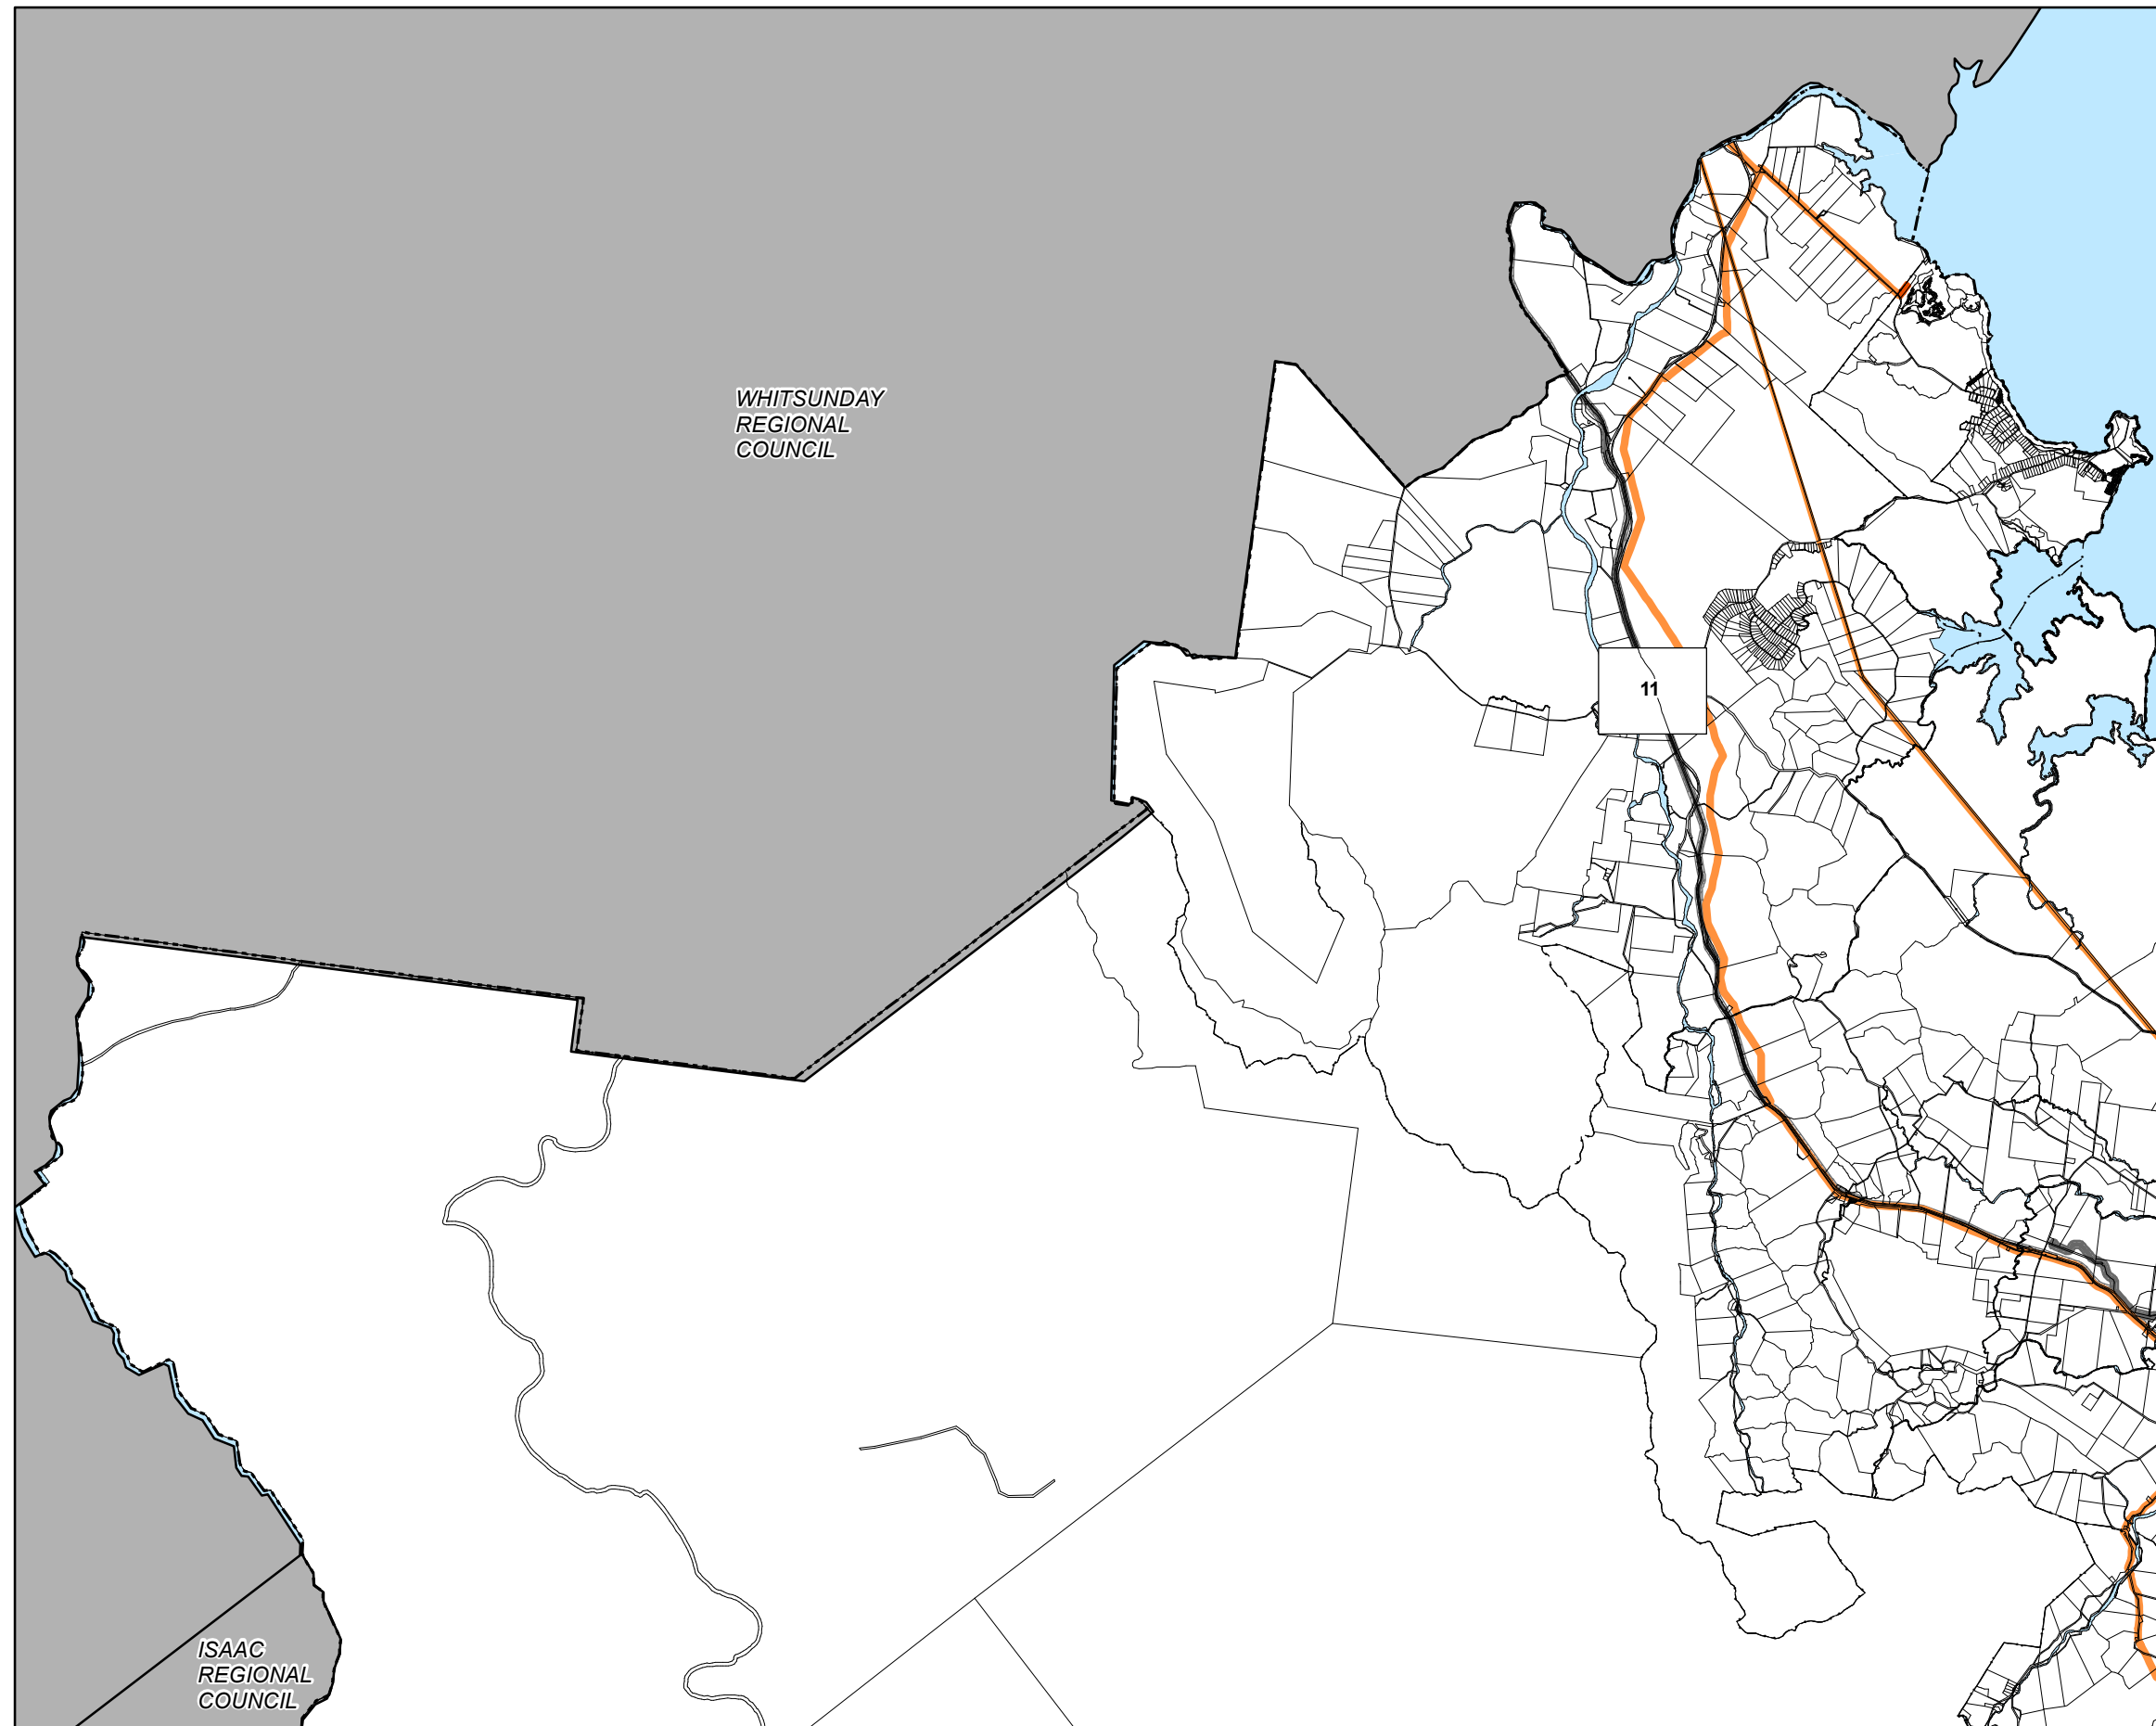 WHITSUNDAY
REGIONAL
COUNCIL
11
ISAAC
REGIONAL
COUNCIL